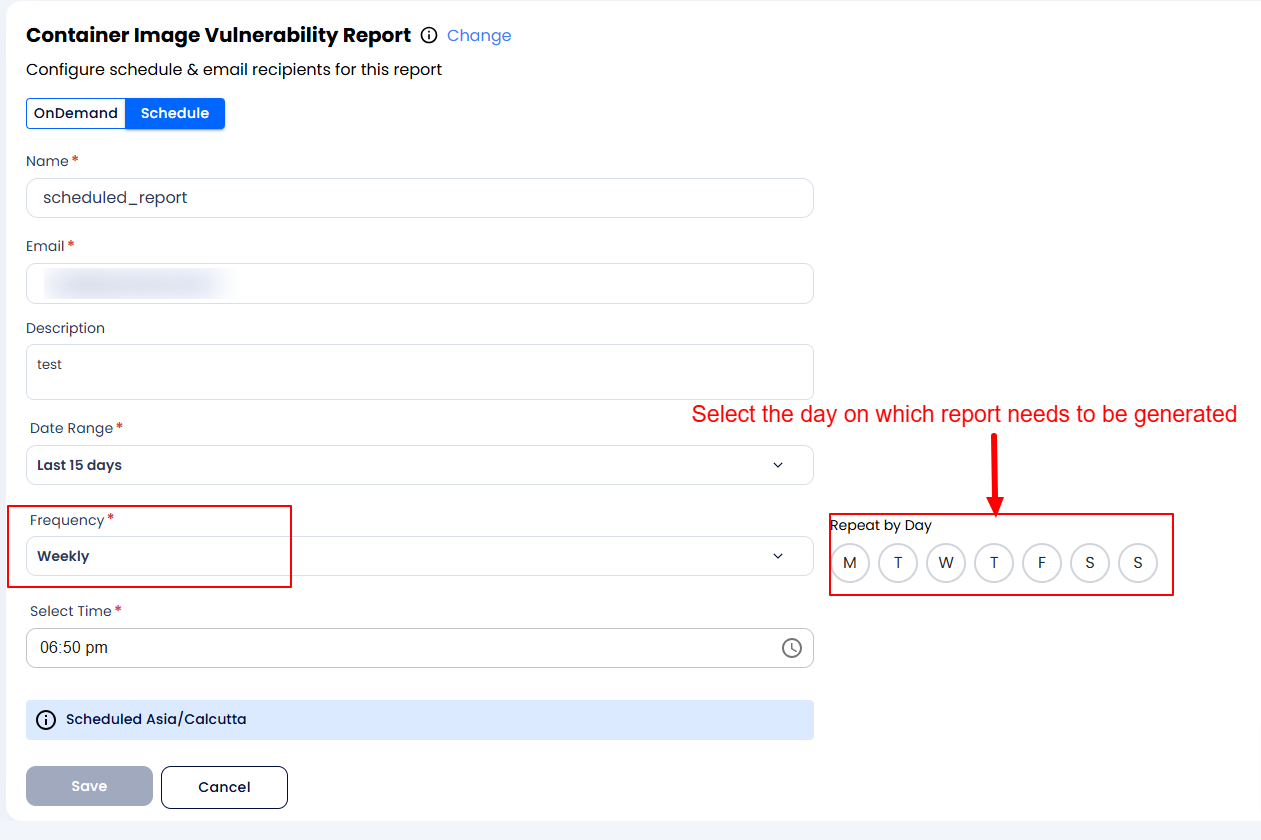 Container Image Vulnerability Report Change
Configure schedule & email recipients for this report
OnDemand Schedule
Name *
scheduled_report
Email *
Description
test
Select the day on which report needs to be generated
Date Range *
Last 15 days
Frequency *
Weekly
Repeat by Day
M T W T F S S
Select Time *
06:50 pm
Scheduled Asia/Calcutta
Save Cancel